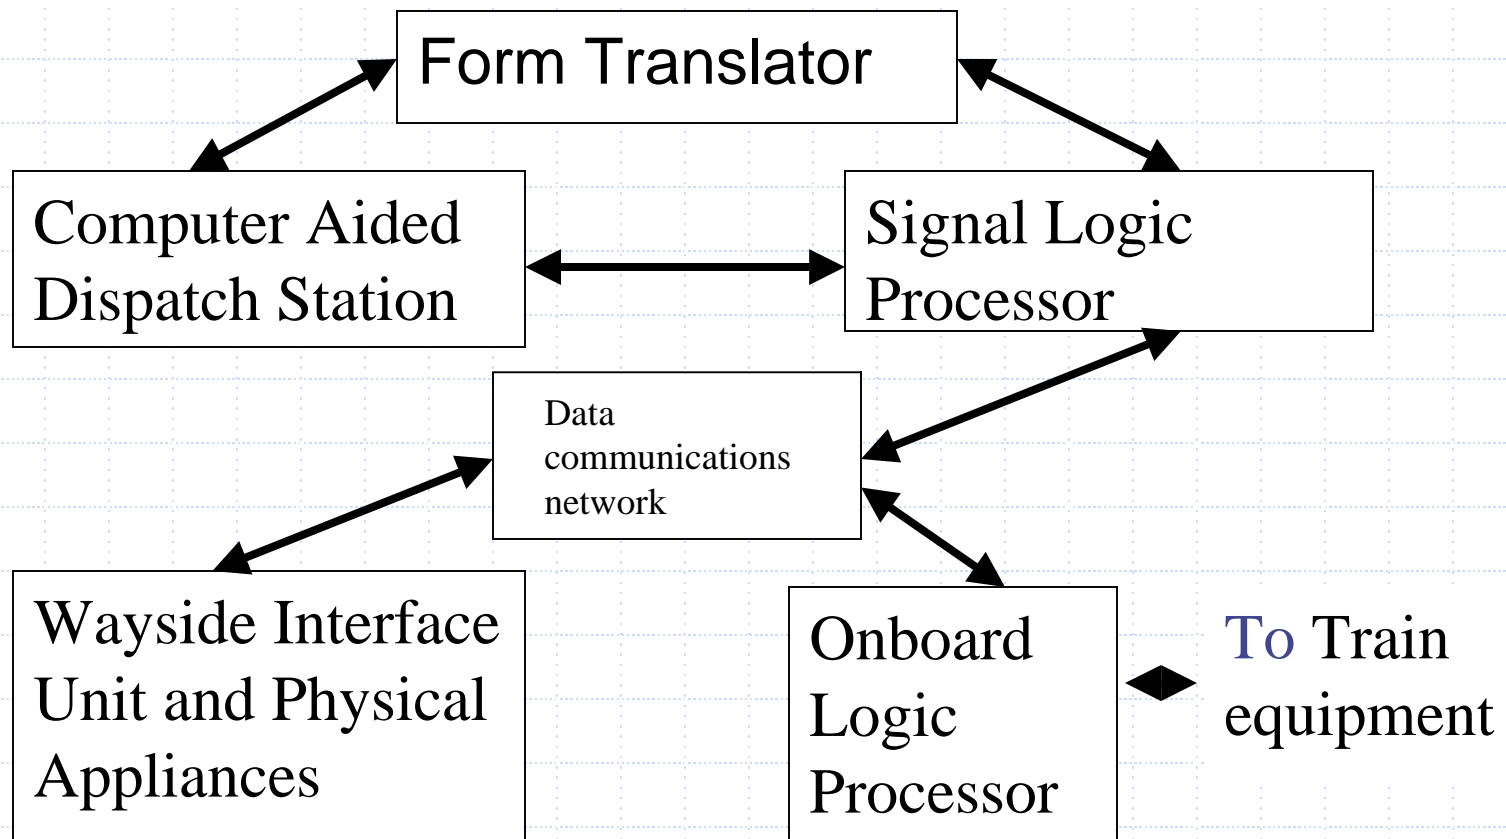 Form Translator
Computer Aided
Dispatch Station
Signal Logic
Processor
Data
communications
network
Wayside Interface
Unit and Physical
Appliances
Onboard
Logic
Processor
To Train
equipment